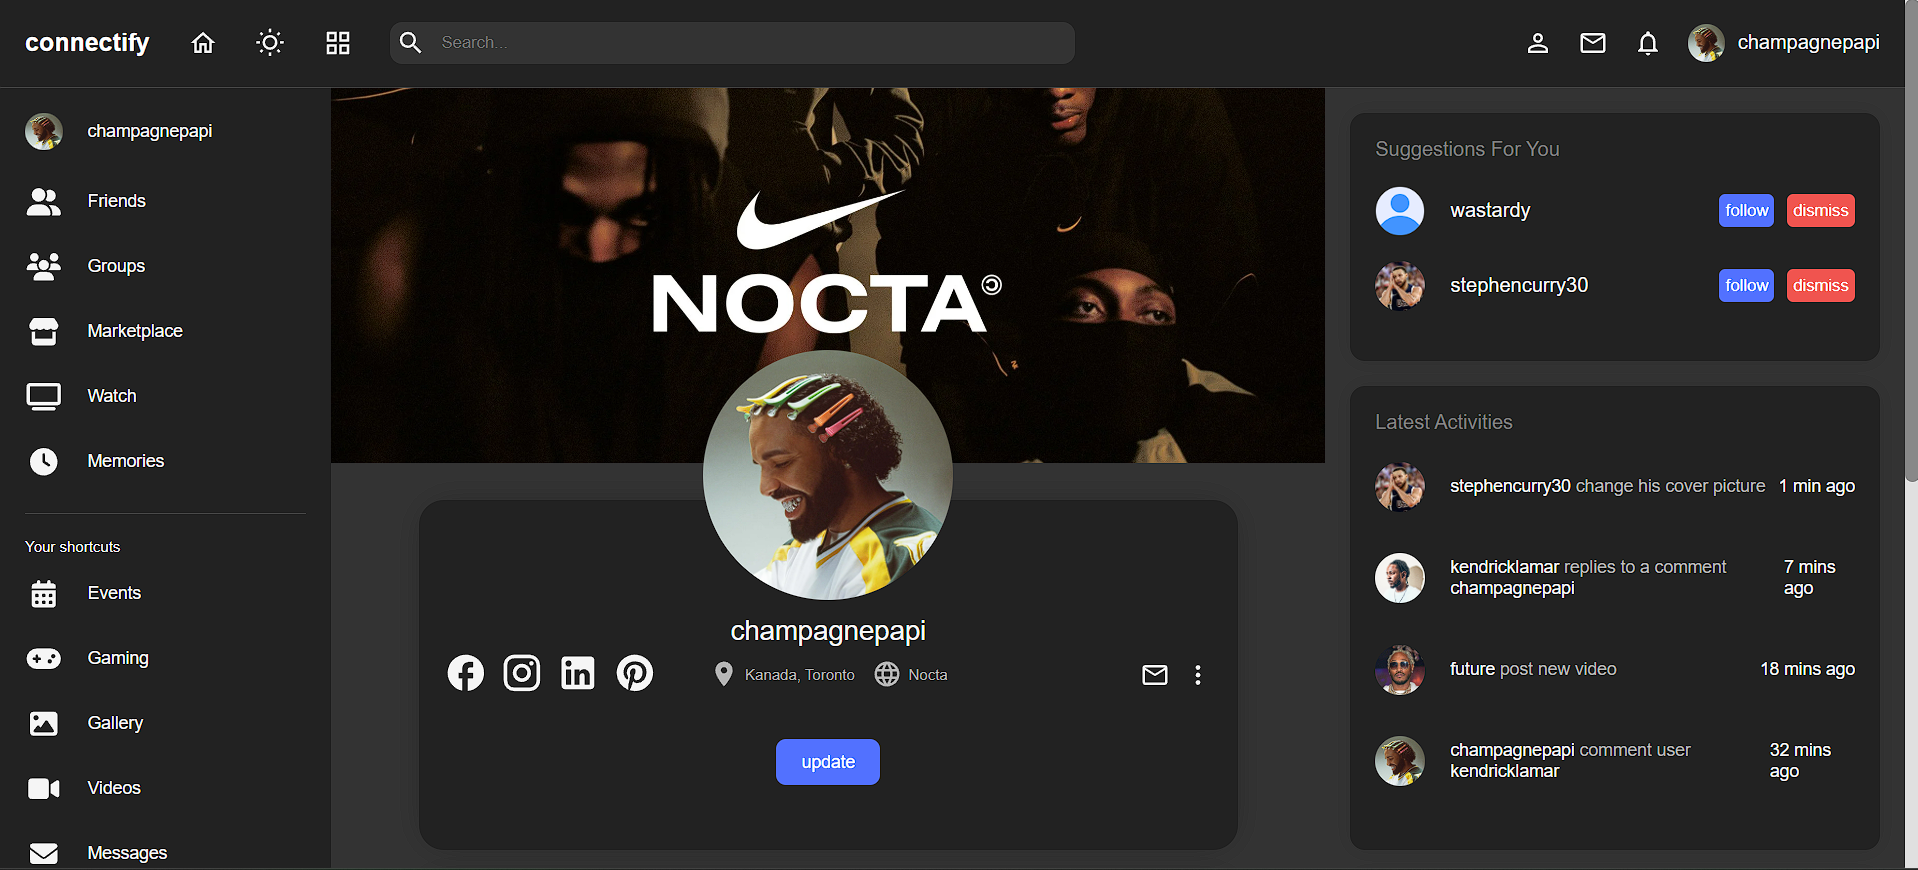 connectify
Search...
champagnepapi
champagnepapi
Friends
Groups
Marketplace
Watch
Memories
Your shortcuts
Events
Gaming
Gallery
Videos
Messages
NOCTA
champagnepapi
Kanada, Toronto
Nocta
update
Suggestions For You
wastardy
follow
dismiss
stephencurry30
follow
dismiss
Latest Activities
stephencurry30 change his cover picture
1 min ago
kendricklamar replies to a comment
champagnepapi
7 mins
ago
future post new video
18 mins ago
champagnepapi comment user
kendricklamar
32 mins
ago